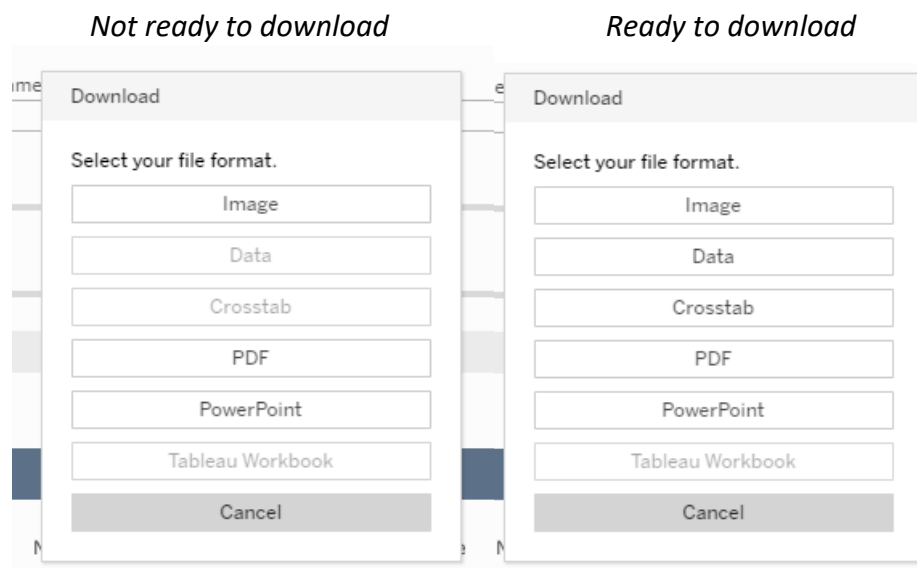 Not ready to download
Ready to download
me
Download
Select your file format.
Image
Data
Crosstab
PDF
PowerPoint
Tableau Workbook
Cancel
e
Download
Select your file format.
Image
Data
Crosstab
PDF
PowerPoint
Tableau Workbook
Cancel